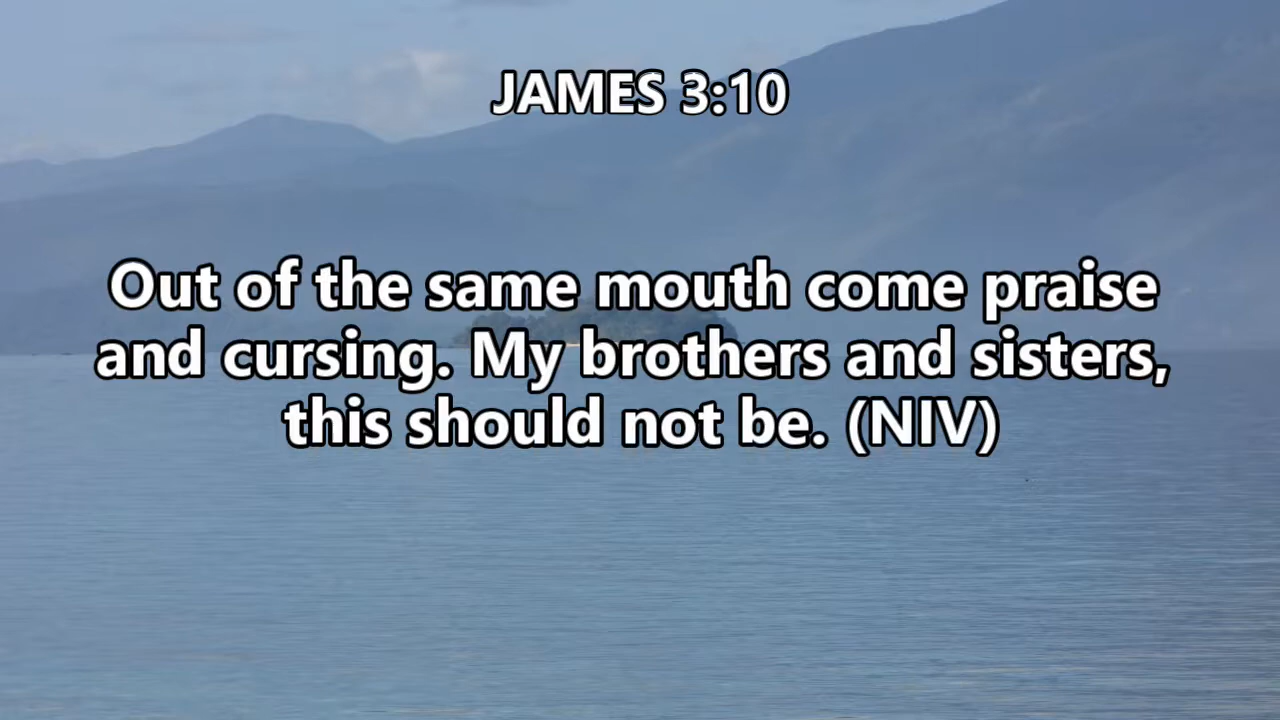 JAMES 3:10
Out of the same mouth come praise
and cursing. My brothers and sisters,
this should not be. (NIV)